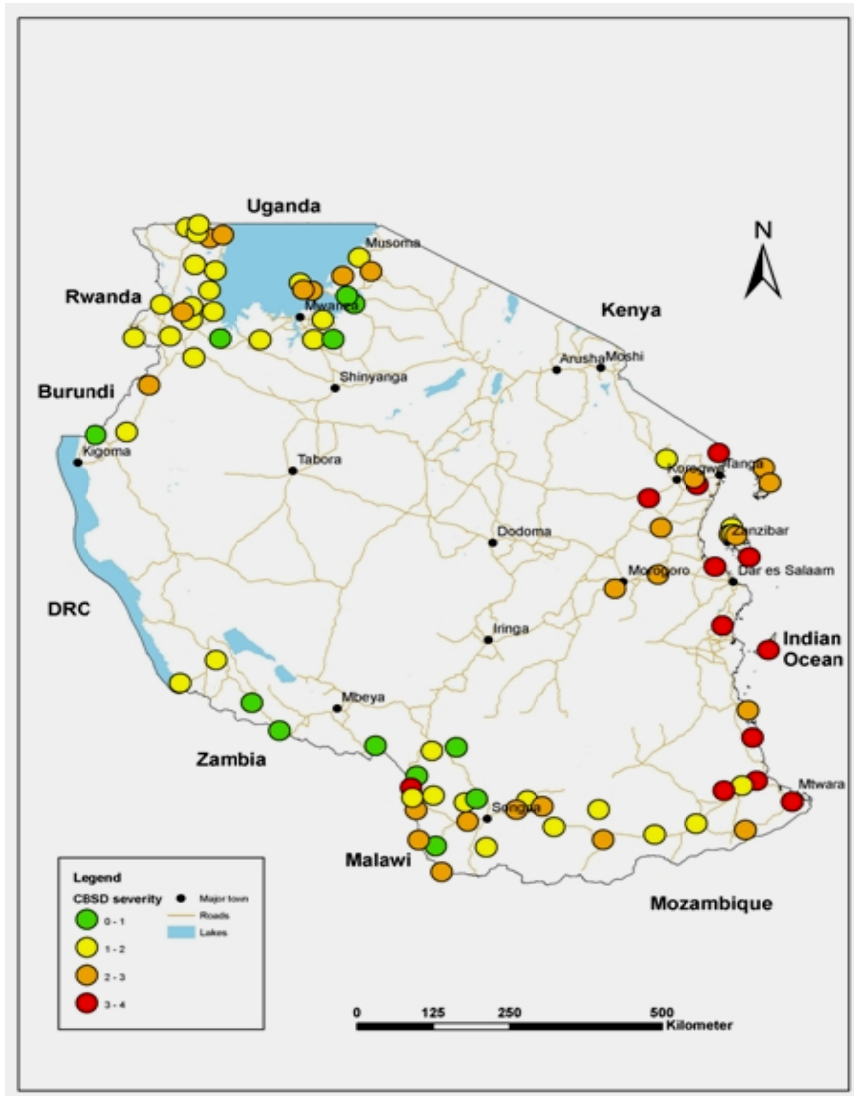 Uganda
N
Musoma
Rwanda
Kenya
Mwanza
Arusha
Moshi
Shinyanga
Burundi
Kigoma
Tabora
Korogwe
Tanga
Zanzibar
Dodoma
Morogoro
Dar es Salaam
DRC
Iringa
Indian
Ocean
Mbeya
Zambia
Mtwara
Songea
Malawi
Mozambique
Legend
CBSD severity
0 - 1
1 - 2
2 - 3
3 - 4
Major town
Roads
Lakes
0 125 250 500
Kilometer